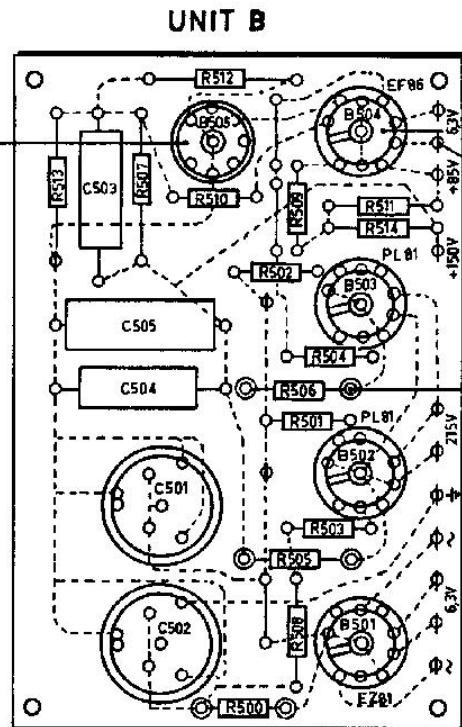 UNIT B
R512
EF86
B505
B504
6,3V
R513
C503
R507
R510
R509
+85V
R511
R514
+150V
R502
PL81
B503
C505
R504
C504
R506
R501
PL81
275V
B502
C501
R503
R505
~
6,3V
C502
R508
B501
~
R500
EZ81